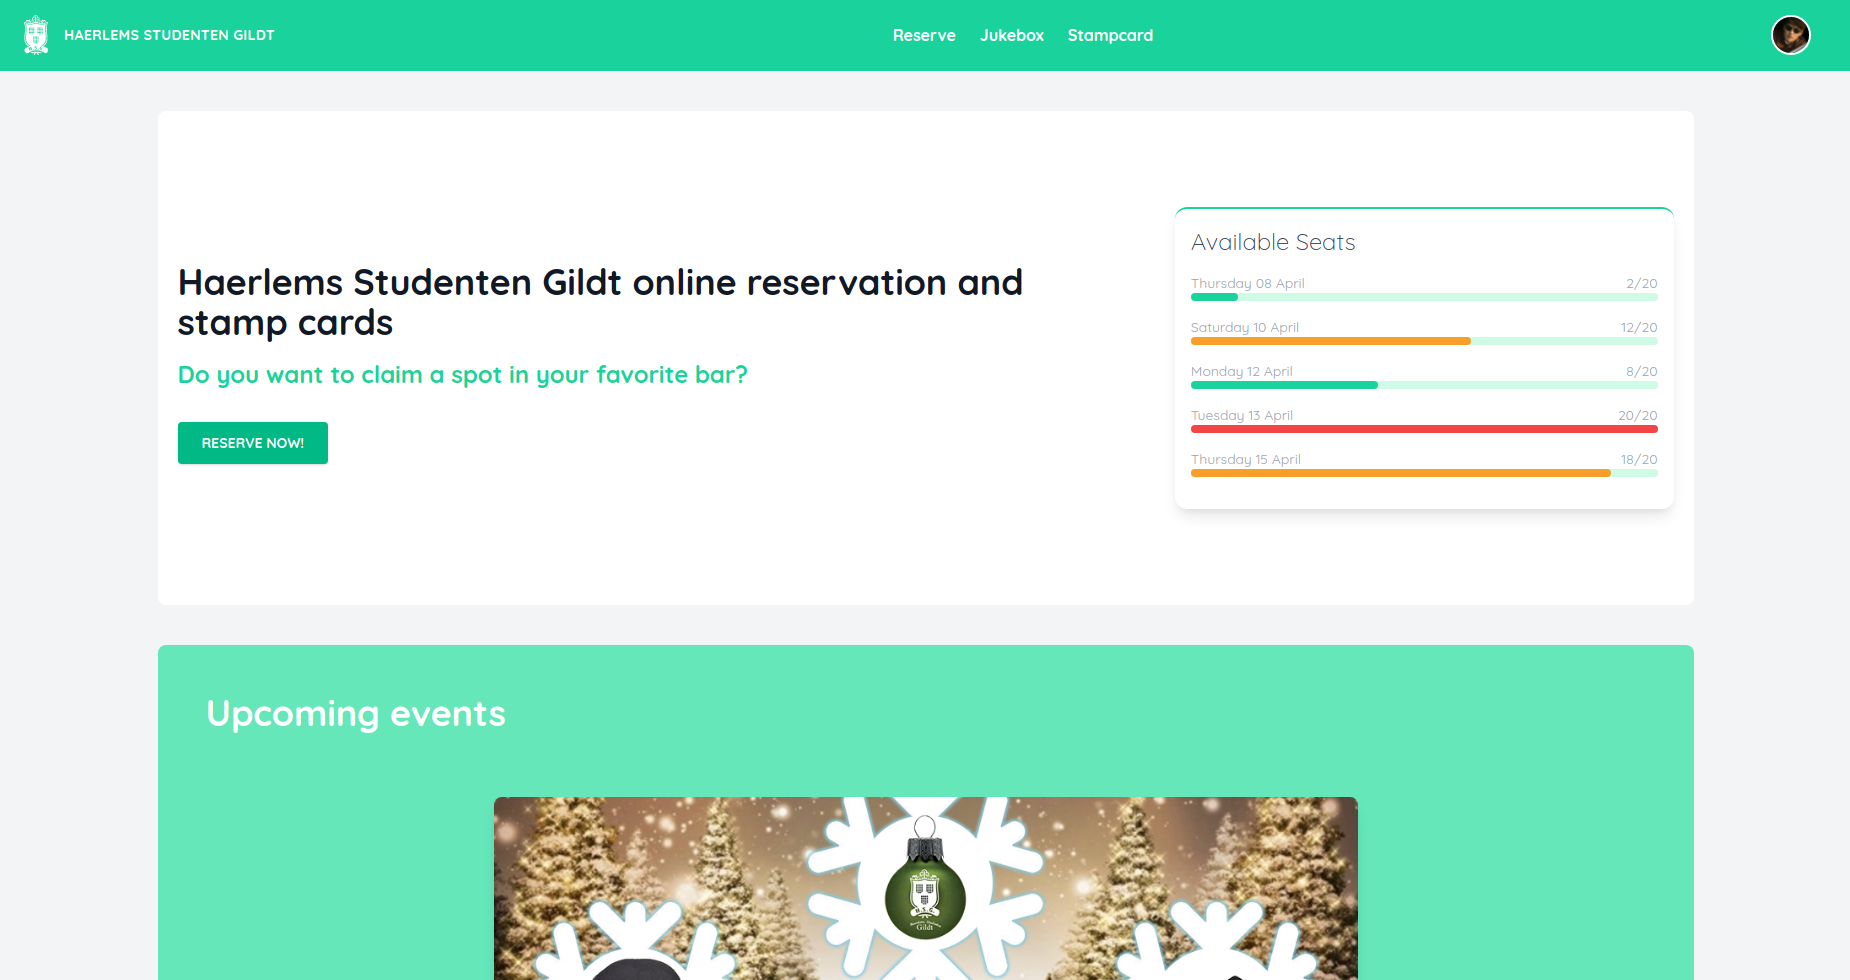 HAERLEMS STUDENTEN GILDT
Reserve Jukebox Stampcard
Haerlems Studenten Gildt online reservation and
stamp cards
Do you want to claim a spot in your favorite bar?
RESERVE NOW!
Available Seats
Thursday 08 April 2/20
Saturday 10 April 12/20
Monday 12 April 8/20
Tuesday 13 April 20/20
Thursday 15 April 18/20
Upcoming events
H.S.G.
Gildt